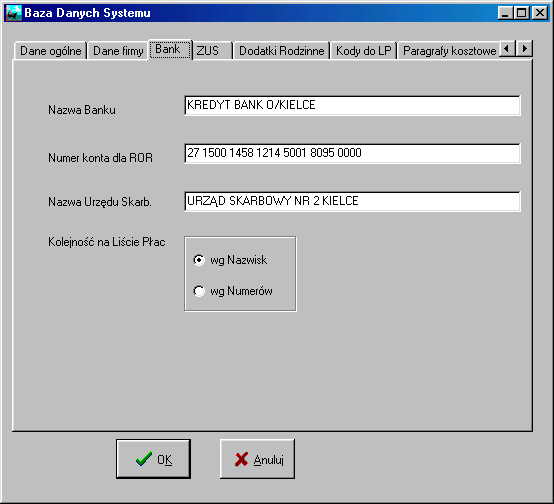 Baza Danych Systemu
Dane ogólne Dane firmy Bank ZUS Dodatki Rodzinne Kody do LP Paragrafy kosztowe
Nazwa Banku KREDYT BANK O/KIELCE
Numer konta dla ROR 27 1500 1458 1214 5001 8095 0000
Nazwa Urzędu Skarb. URZĄD SKARBOWY NR 2 KIELCE
Kolejność na Liście Płac
wg Nazwisk
wg Numerów
OK Anuluj